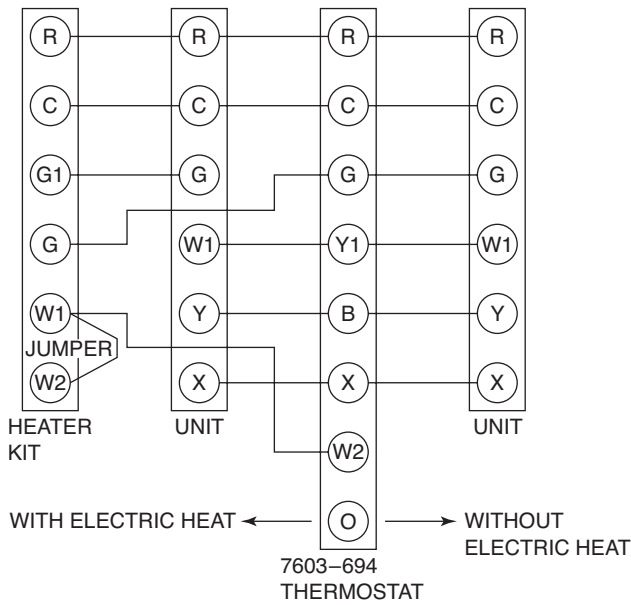 R R R R
C C C C
G1 G G G
G W1 Y1 W1
W1 Y B Y
JUMPER
W2 X X X
HEATER
KIT
UNIT
UNIT
W2
WITH ELECTRIC HEAT
O
WITHOUT
ELECTRIC HEAT
7603–694
THERMOSTAT